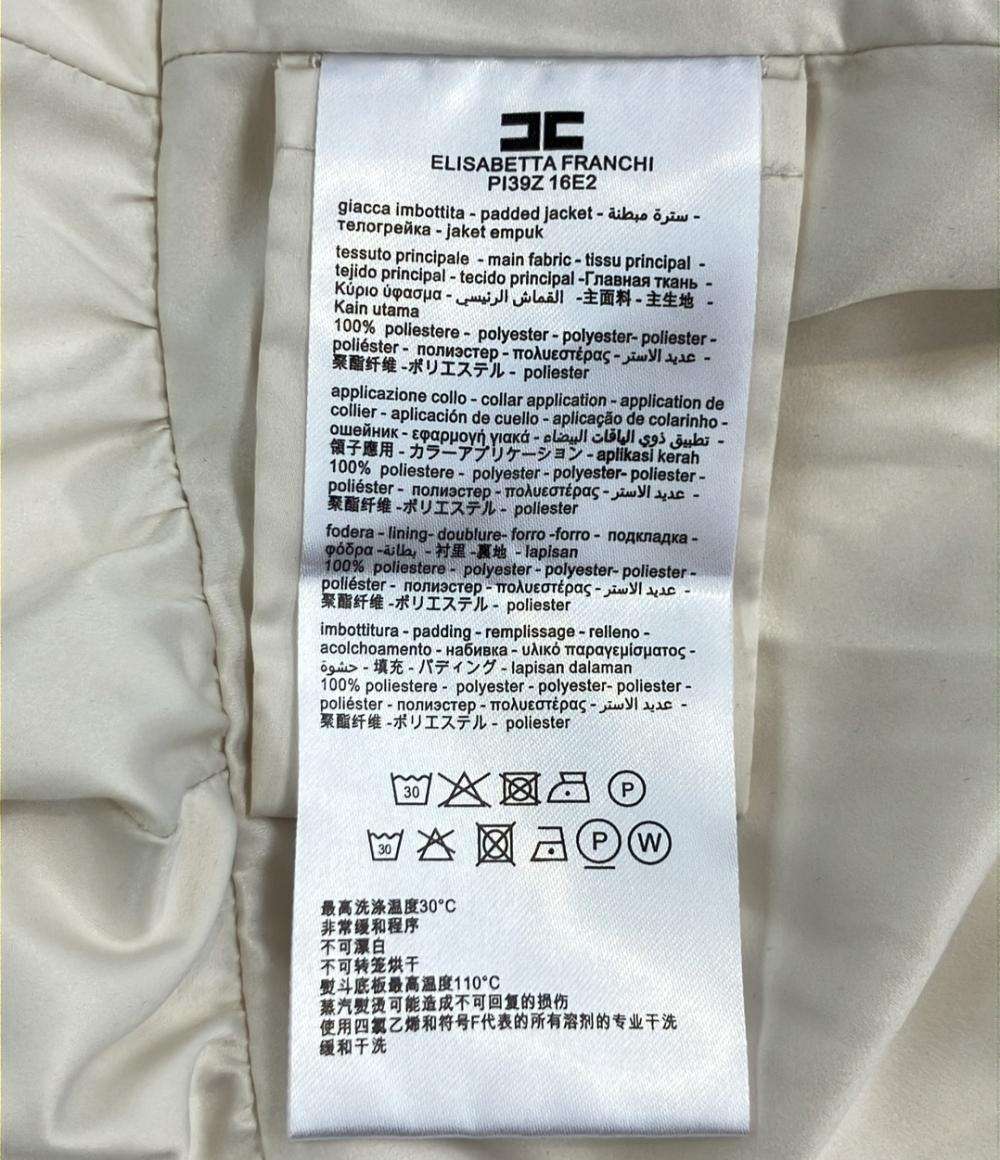 ELISABETTA FRANCHI
PI39Z 16E2
giacca imbottita - padded jacket - سترة مبطنة -
телогрейка - jaket empuk
tessuto principale - main fabric - tissu principal -
tejido principal - tecido principal -Главная ткань -
Κύριο ύφασμα - القماش الرئيسي -主面料 - 主生地 -
Kain utama
100% poliestere - polyester - polyester- poliester -
poliéster - полиэстер - πολυεστέρας - عديد الاستر -
聚酯纤维 -ポリエステル - poliester
applicazione collo - collar application - application de
collier - aplicación de cuello - aplicação de colarinho -
ошейник - εφαρμογή γιακά - تطبيق ذوي الياقات البيضاء -
領子應用 - カラーアプリケーション - aplikasi kerah
100% poliestere - polyester - polyester- poliester -
poliéster - полиэстер - πολυεστέρας - عديد الاستر -
聚酯纤维 -ポリエステル - poliester
fodera - lining- doublure- forro -forro - подкладка -
φόδρα -بطانة - 衬里 -裏地 - lapisan
100% poliestere - polyester - polyester- poliester -
poliéster - полиэстер - πολυεστέρας - عديد الاستر -
聚酯纤维 -ポリエステル - poliester
imbottitura - padding - remplissage - relleno -
acolchoamento - набивка - υλικό παραγεμίσματος -
حشوة - 填充 - パディング - lapisan dalaman
100% poliestere - polyester - polyester- poliester -
poliéster - полиэстер - πολυεστέρας - عديد الاستر -
聚酯纤维 -ポリエステル - poliester
30 P
30 P W
最高洗涤温度30°C
非常缓和程序
不可漂白
不可转笼烘干
熨斗底板最高温度110°C
蒸汽熨烫可能造成不可回复的损伤
使用四氯乙烯和符号F代表的所有溶剂的专业干洗
缓和干洗